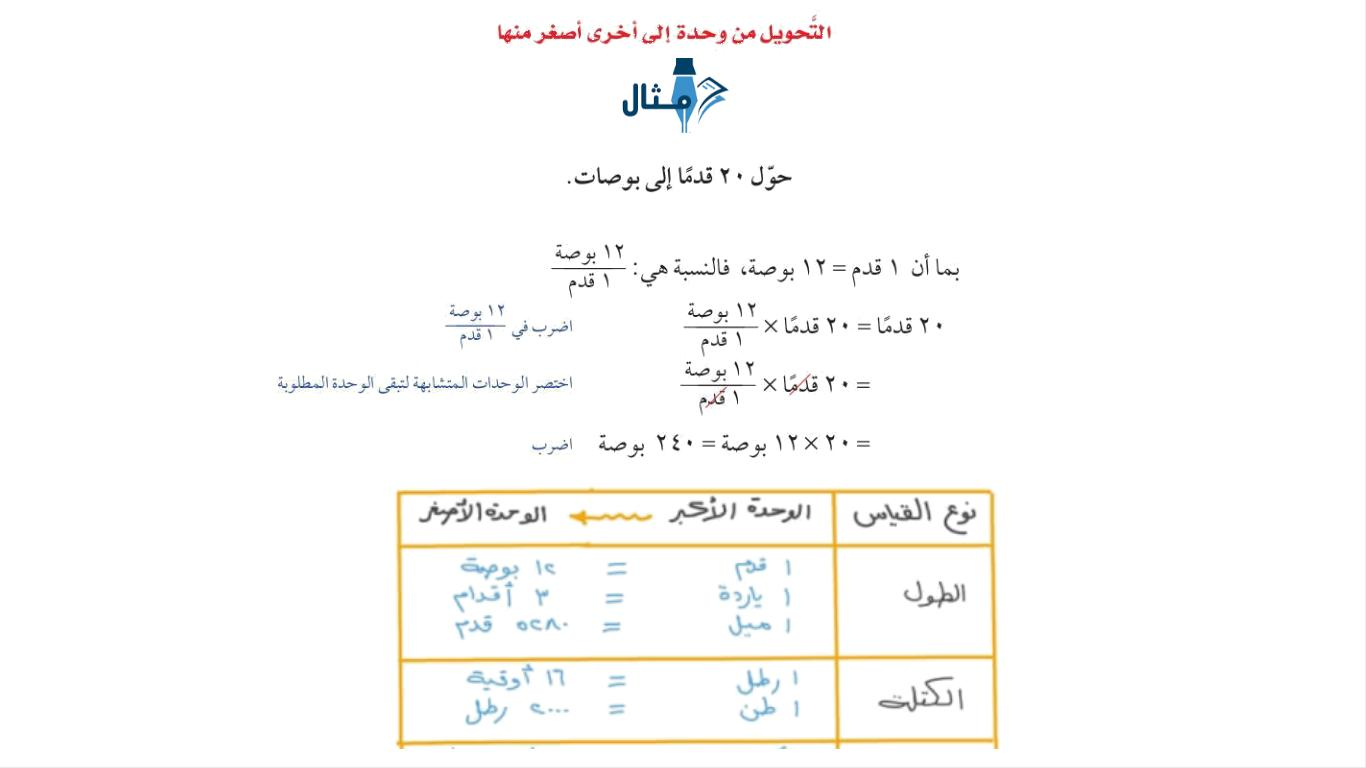 التَّحويل من وحدة إلى أخرى أصغر منها
مثال
حوّل ٢٠ قدمًا إلى بوصات.
بما أن ١ قدم = ١٢ بوصة، فالنسبة هي: ١٢ بوصة / ١ قدم
٢٠ قدمًا = ٢٠ قدمًا × ١٢ بوصة / ١ قدم اضرب في ١٢ بوصة / ١ قدم
= ٢٠ قدمًا × ١٢ بوصة / ١ قدم اختصر الوحدات المتشابهة لتبقى الوحدة المطلوبة
= ٢٠ × ١٢ بوصة = ٢٤٠ بوصة اضرب
نوع القياس الوحدة الأكبر الوحدة الأصغر
الطول
١ قدم = ١٢ بوصة
١ ياردة = ٣ أقدام
١ ميل = ٥٢٨٠ قدم
الكتلة
١ رطل = ١٦ أوقية
١ طن = ٢٠٠٠ رطل